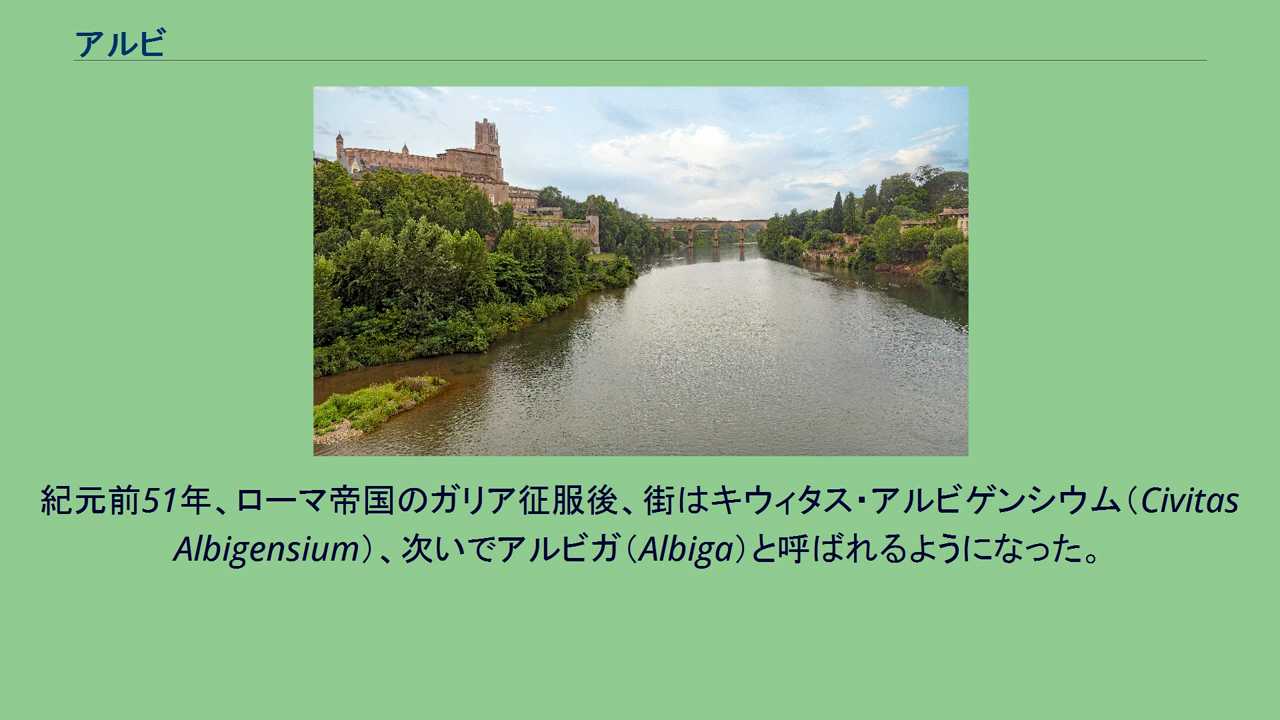 アルビ
紀元前51年、ローマ帝国のガリア征服後、街はキウィタス・アルビゲンシウム（Civitas
Albigensium）、次いでアルビガ（Albiga）と呼ばれるようになった。